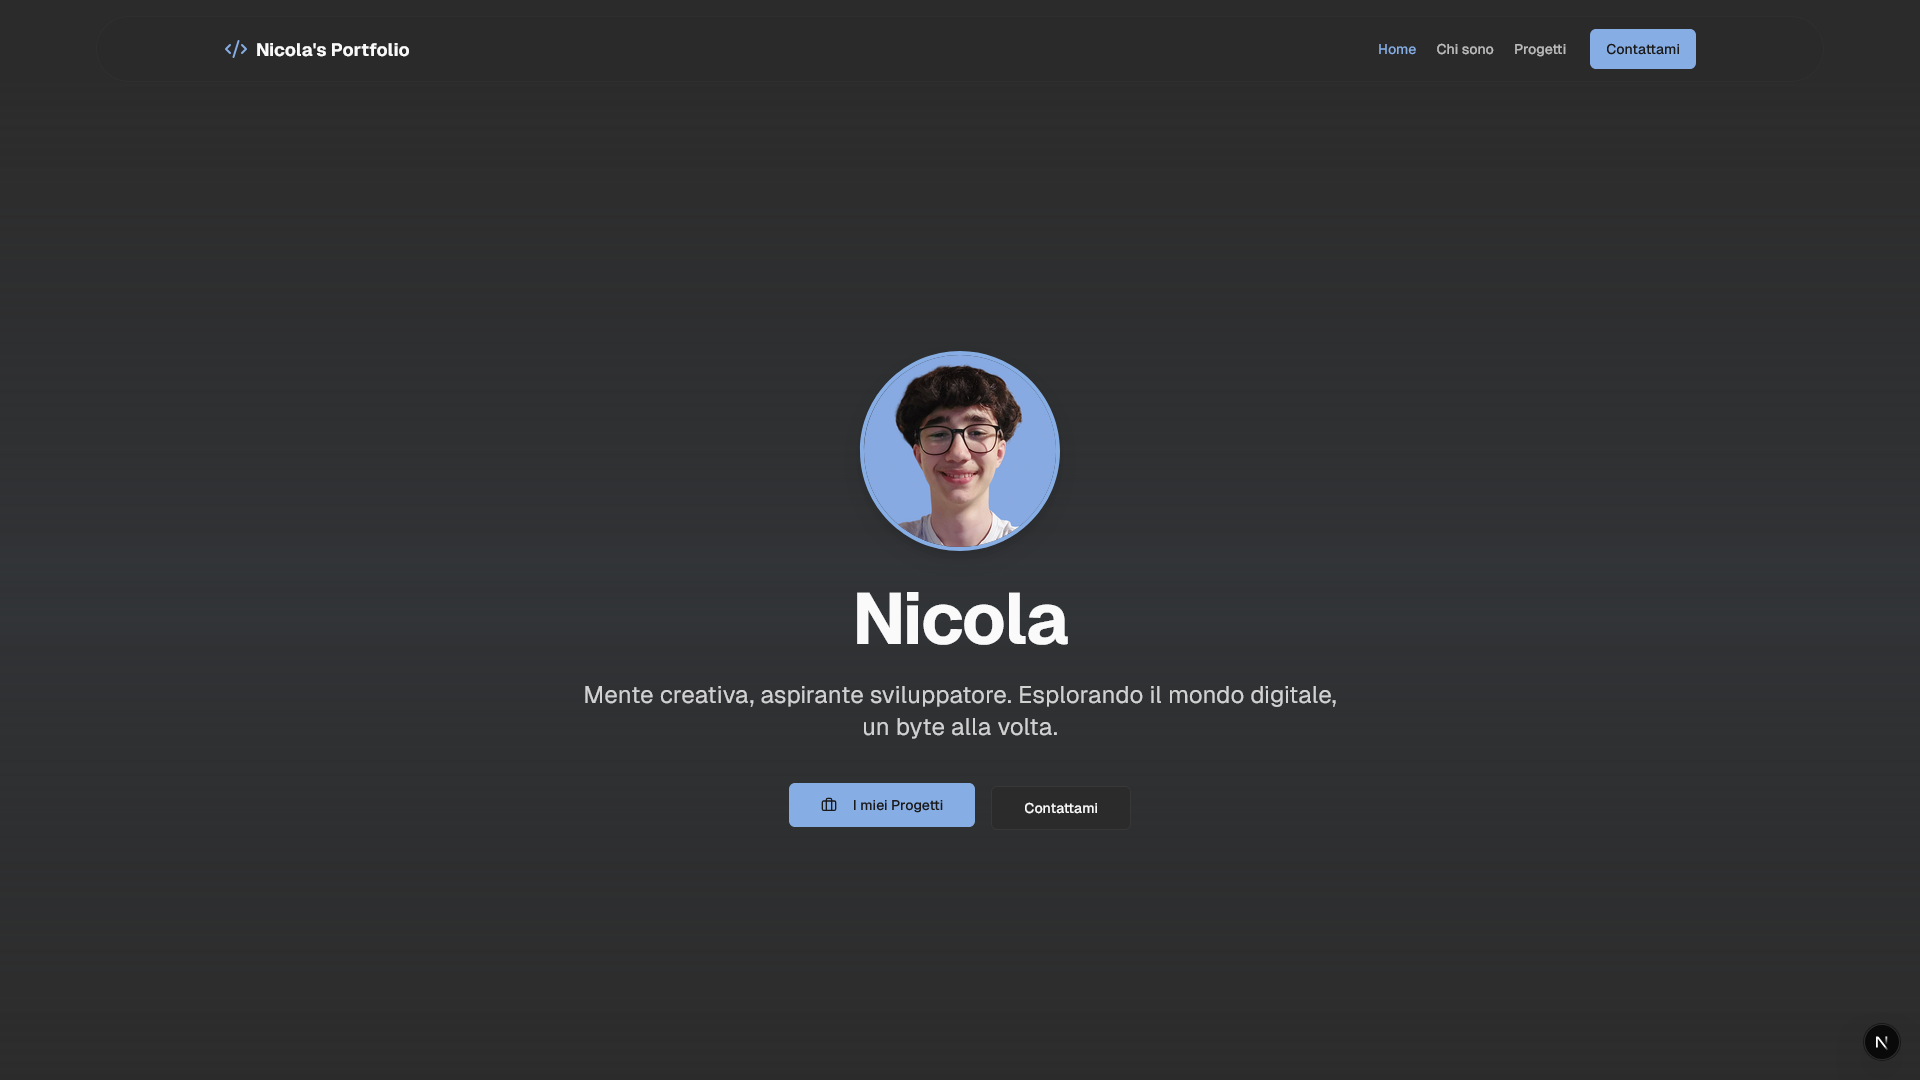 Nicola's Portfolio
Home
Chi sono
Progetti
Contattami
Nicola
Mente creativa, aspirante sviluppatore. Esplorando il mondo digitale,
un byte alla volta.
I miei Progetti
Contattami
N